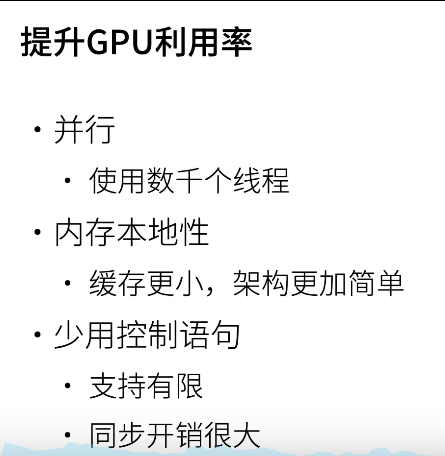 提升GPU利用率
• 并行
• 使用数千个线程
• 内存本地性
• 缓存更小，架构更加简单
• 少用控制语句
• 支持有限
• 同步开销很大